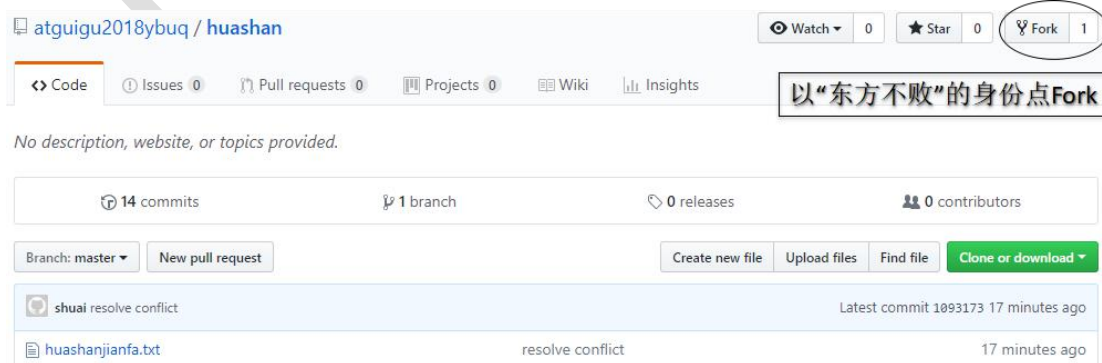 atguigu2018ybuq / huashan Watch 0 Star 0 Fork 1
Code Issues 0 Pull requests 0 Projects 0 Wiki Insights
以“东方不败”的身份点Fork
No description, website, or topics provided.
14 commits 1 branch 0 releases 0 contributors
Branch: master New pull request Create new file Upload files Find file Clone or download
shuai resolve conflict Latest commit 1093173 17 minutes ago
huashanjianfa.txt resolve conflict 17 minutes ago